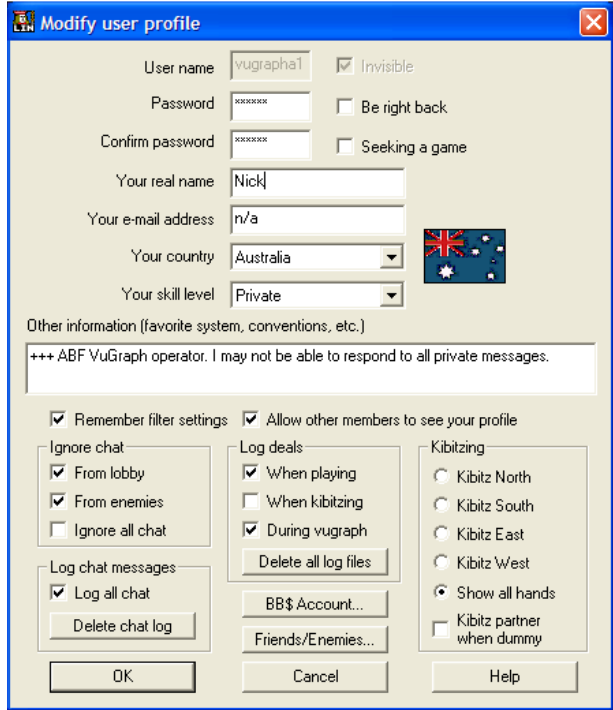 LIN Modify user profile
User name vugrapha1 Invisible
Password ****** Be right back
Confirm password ****** Seeking a game
Your real name Nick
Your e-mail address n/a
Your country Australia
Your skill level Private
Other information (favorite system, conventions, etc.)
+++ ABF VuGraph operator. I may not be able to respond to all private messages.
Remember filter settings Allow other members to see your profile
Ignore chat
From lobby
From enemies
Ignore all chat
Log chat messages
Log all chat
Delete chat log
Log deals
When playing
When kibitzing
During vugraph
Delete all log files
BB$ Account...
Friends/Enemies...
Kibitzing
Kibitz North
Kibitz South
Kibitz East
Kibitz West
Show all hands
Kibitz partner
when dummy
OK Cancel Help